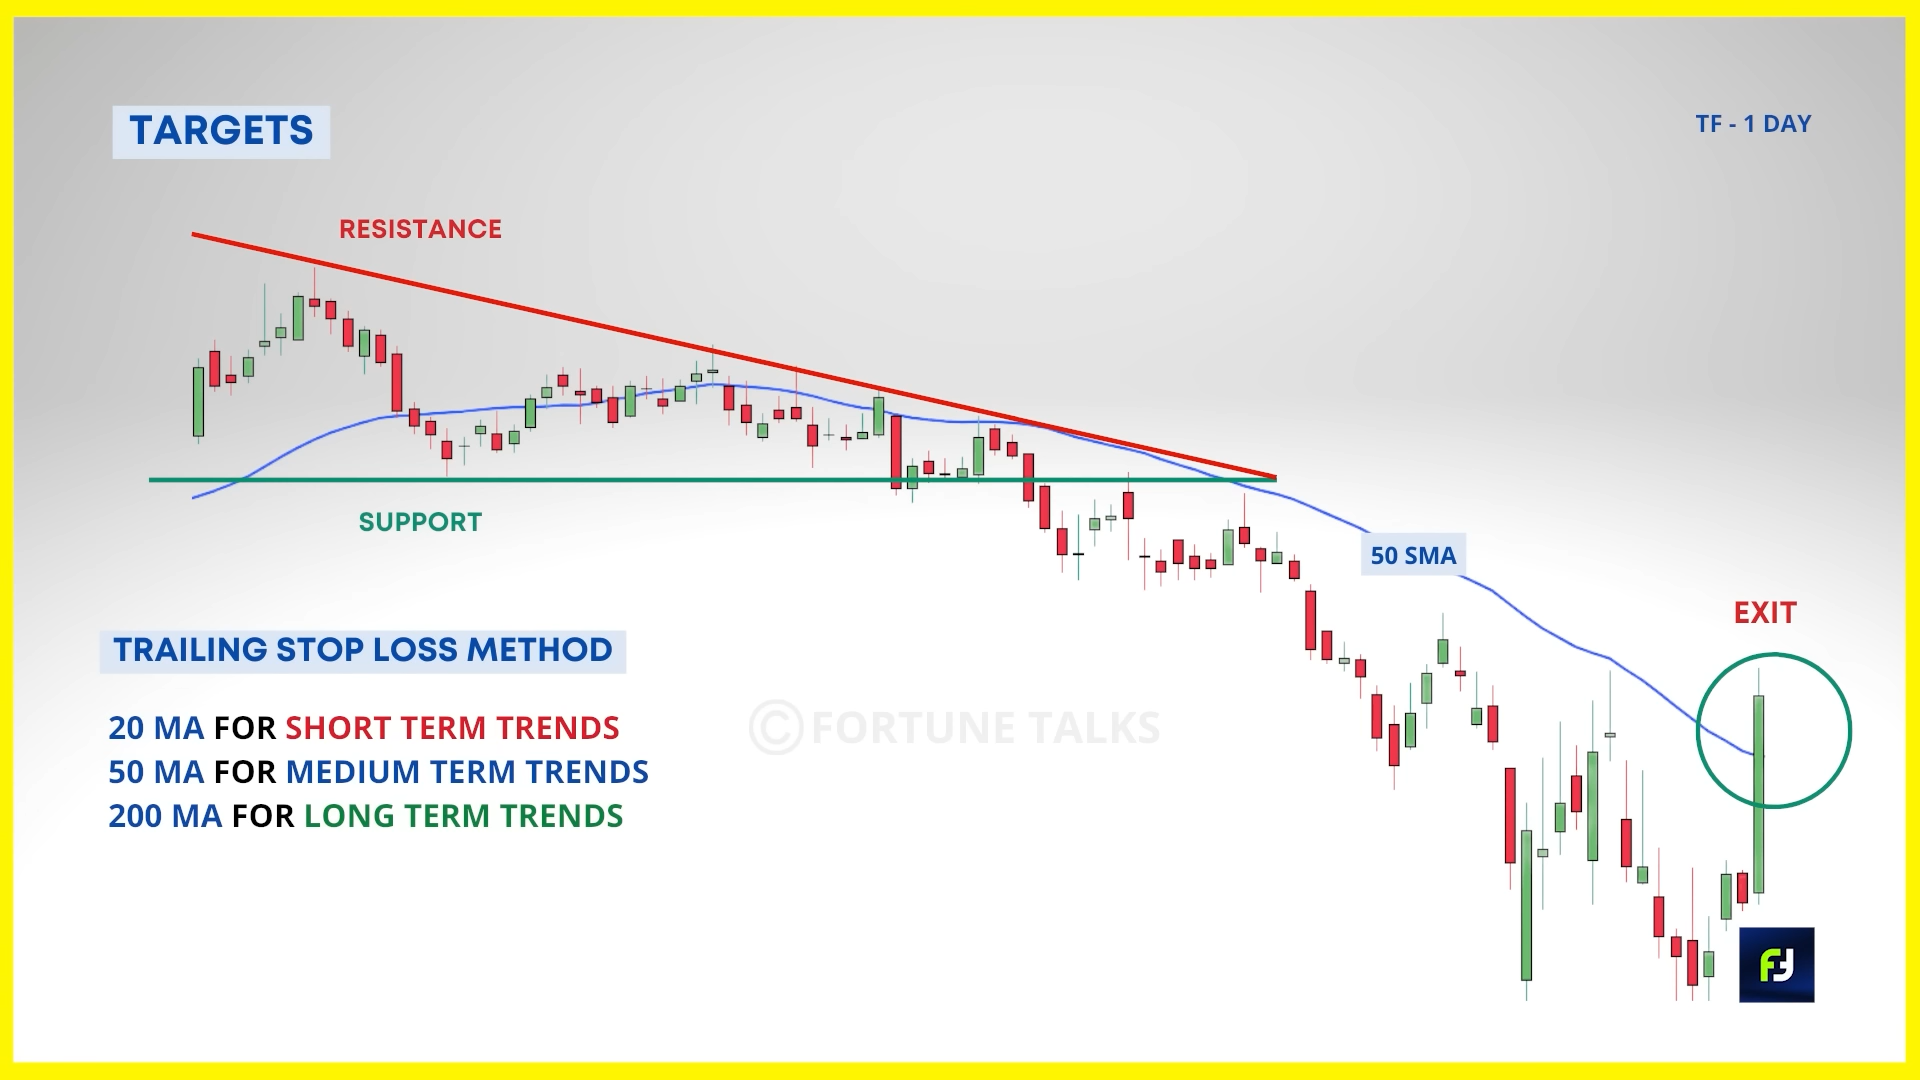 TARGETS
TF - 1 DAY
RESISTANCE
SUPPORT
50 SMA
EXIT
TRAILING STOP LOSS METHOD
20 MA FOR SHORT TERM TRENDS
50 MA FOR MEDIUM TERM TRENDS
200 MA FOR LONG TERM TRENDS
© FORTUNE TALKS